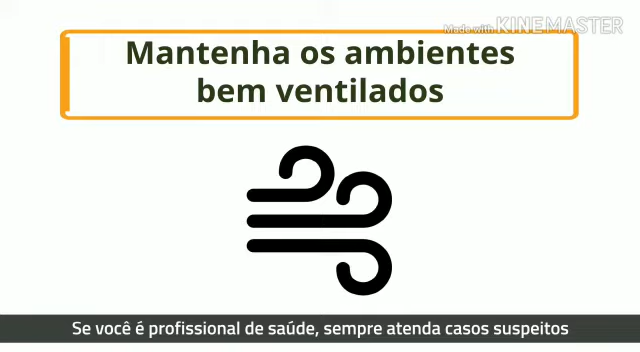 Made with KINEMASTER
Mantenha os ambientes
bem ventilados
Se você é profissional de saúde, sempre atenda casos suspeitos